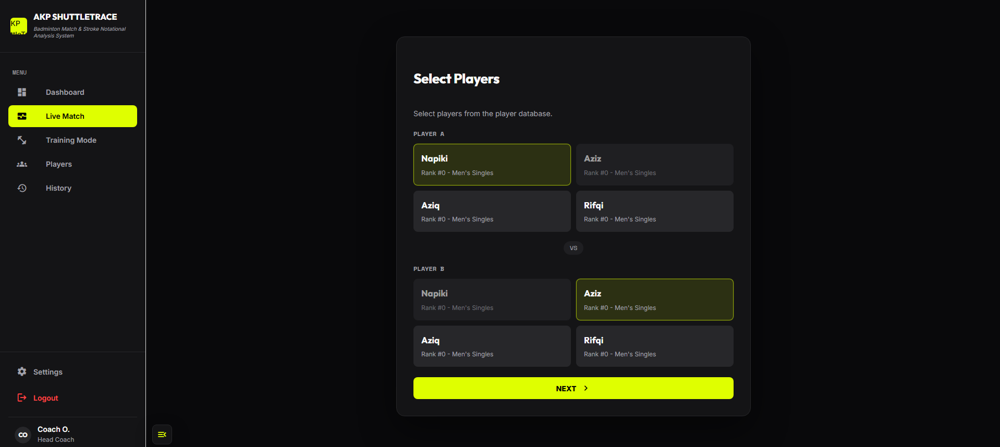 KP
AKP SHUTTLETRACE
Badminton Match & Stroke Notational
Analysis System
MENU
Dashboard
Live Match
Training Mode
Players
History
Settings
Logout
CO
Coach O.
Head Coach
Select Players
Select players from the player database.
PLAYER A
Napiki
Rank #0 - Men's Singles
Aziz
Rank #0 - Men's Singles
Aziq
Rank #0 - Men's Singles
Rifqi
Rank #0 - Men's Singles
VS
PLAYER B
Napiki
Rank #0 - Men's Singles
Aziz
Rank #0 - Men's Singles
Aziq
Rank #0 - Men's Singles
Rifqi
Rank #0 - Men's Singles
NEXT